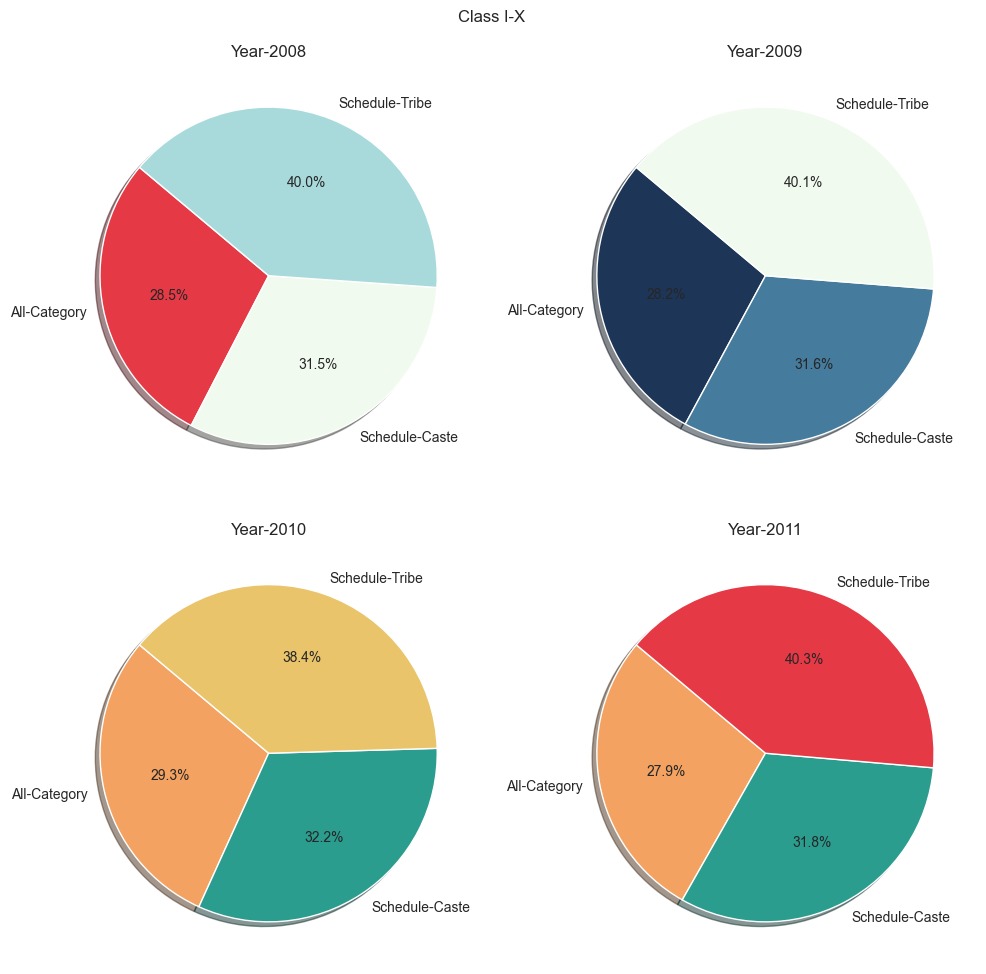 Class I-X
Year-2008
Schedule-Tribe
40.0%
All-Category
28.5%
31.5%
Schedule-Caste
Year-2009
Schedule-Tribe
40.1%
All-Category
28.2%
31.6%
Schedule-Caste
Year-2010
Schedule-Tribe
38.4%
All-Category
29.3%
32.2%
Schedule-Caste
Year-2011
Schedule-Tribe
40.3%
All-Category
27.9%
31.8%
Schedule-Caste